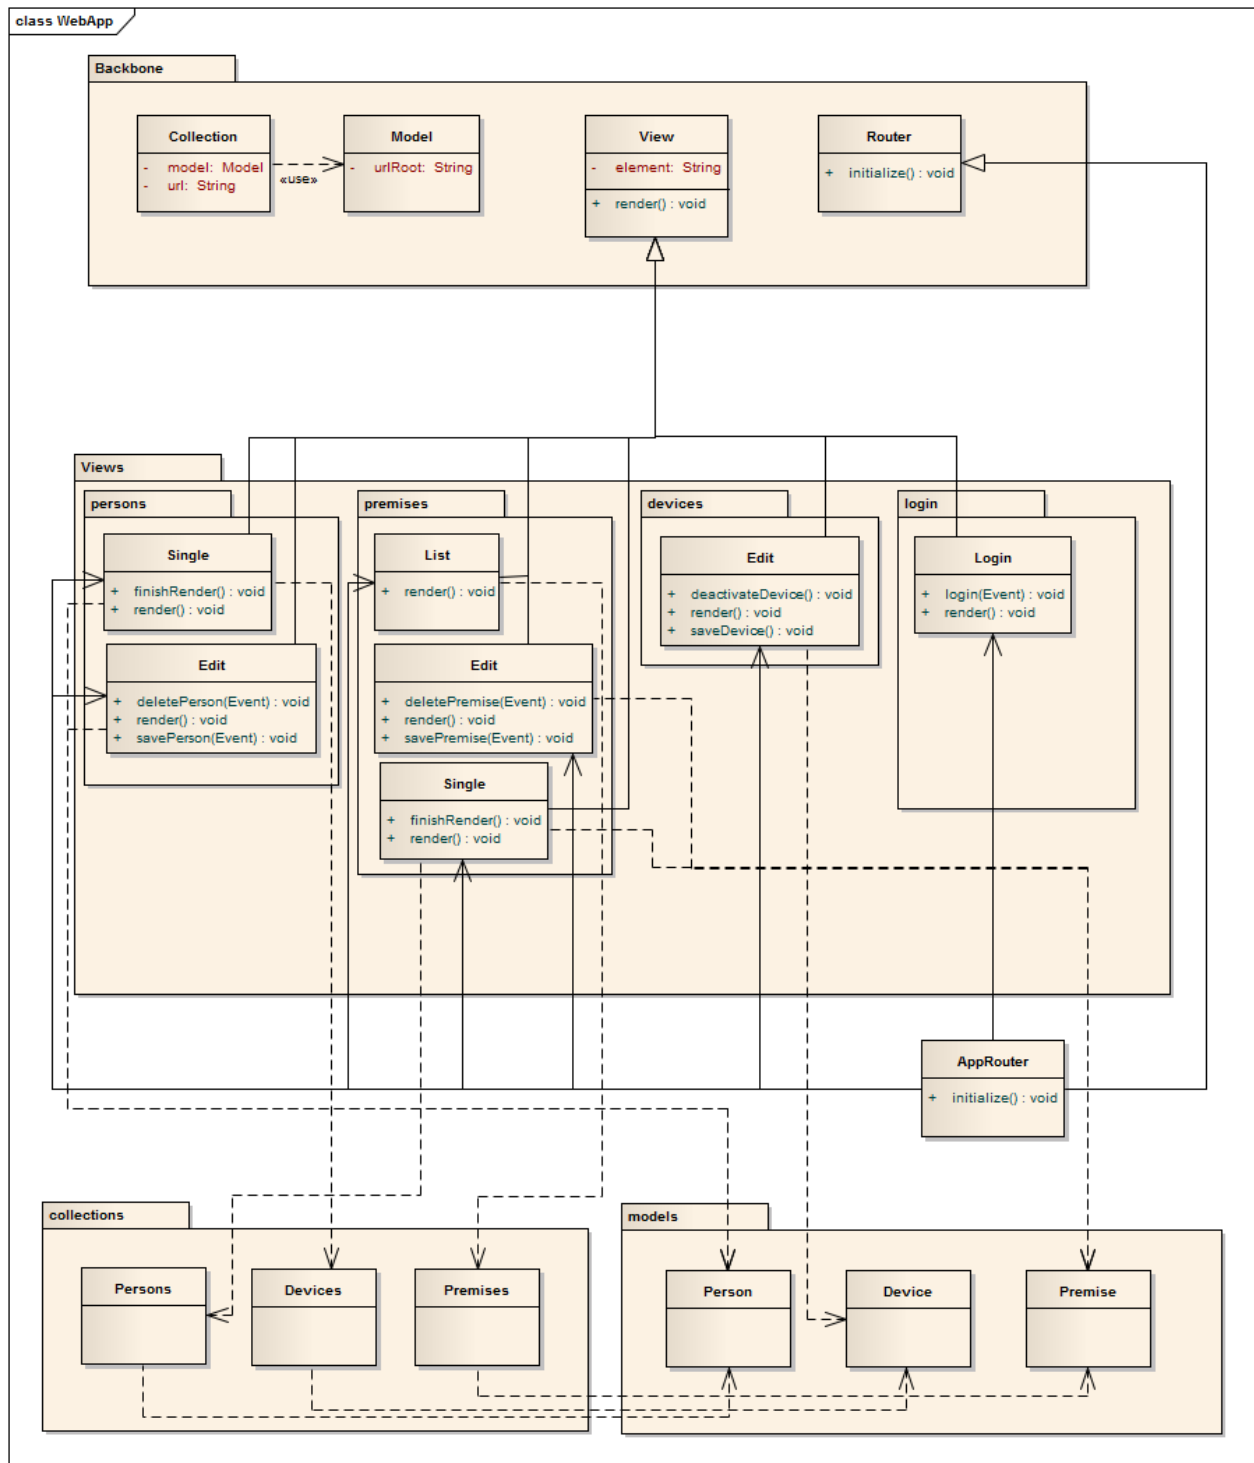 class WebApp
Backbone
Collection
- model: Model
- url: String
«use»
Model
- urlRoot: String
View
- element: String
+ render() : void
Router
+ initialize() : void
Views
persons
Single
+ finishRender() : void
+ render() : void
Edit
+ deletePerson(Event) : void
+ render() : void
+ savePerson(Event) : void
premises
List
+ render() : void
Edit
+ deletePremise(Event) : void
+ render() : void
+ savePremise(Event) : void
Single
+ finishRender() : void
+ render() : void
devices
Edit
+ deactivateDevice() : void
+ render() : void
+ saveDevice() : void
login
Login
+ login(Event) : void
+ render() : void
AppRouter
+ initialize() : void
collections
Persons
Devices
Premises
models
Person
Device
Premise